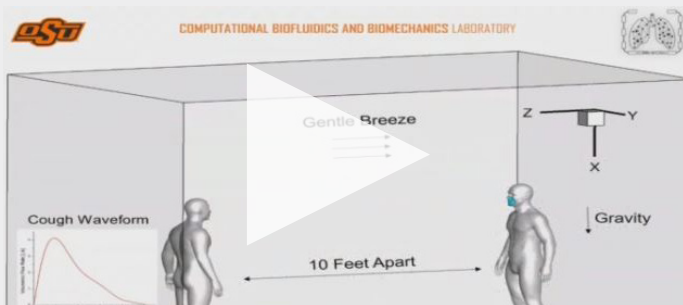 OSU
COMPUTATIONAL BIOFLUIDICS AND BIOMECHANICS LABORATORY
Gentle Breeze
Z
Y
X
Gravity
Cough Waveform
10 Feet Apart